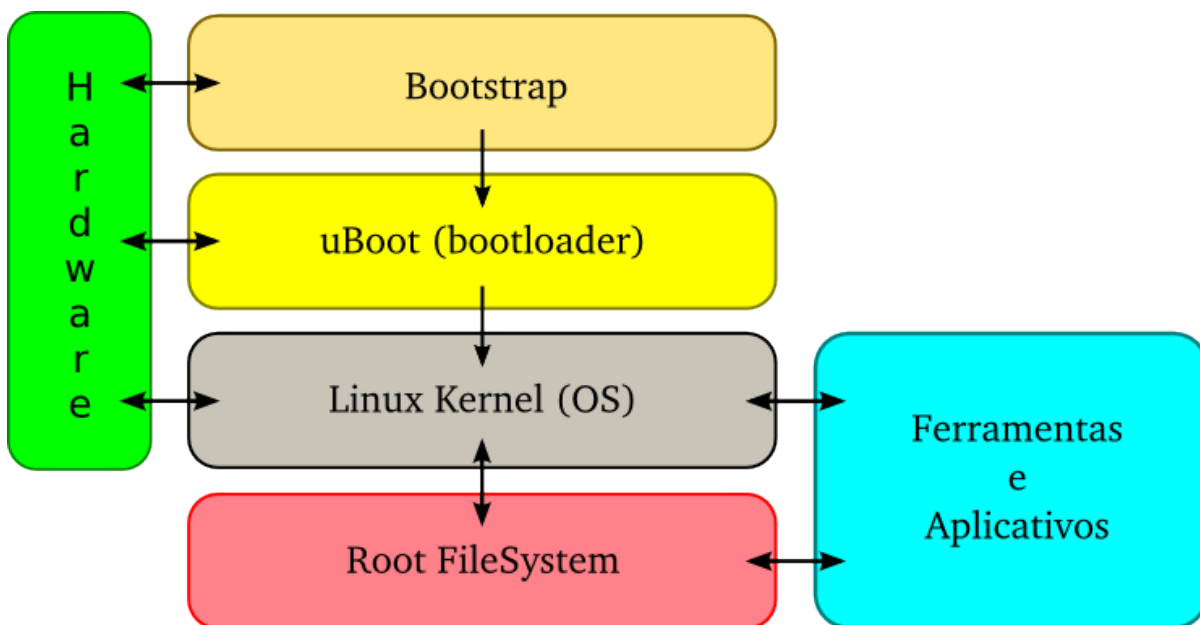 Hardware
Bootstrap
uBoot (bootloader)
Linux Kernel (OS)
Root FileSystem
Ferramentas
e
Aplicativos